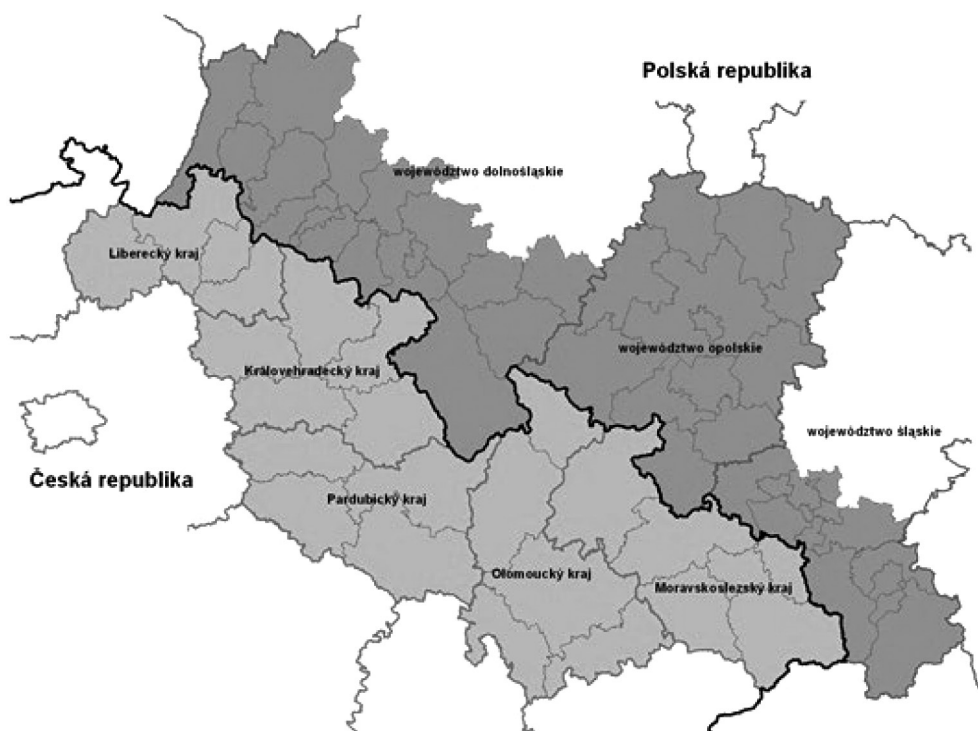 Polská republika
województwo dolnośląskie
Liberecký kraj
województwo opolskie
Královehradecký kraj
województwo śląskie
Česká republika
Pardubický kraj
Olomoucký kraj
Moravskoslezský kraj